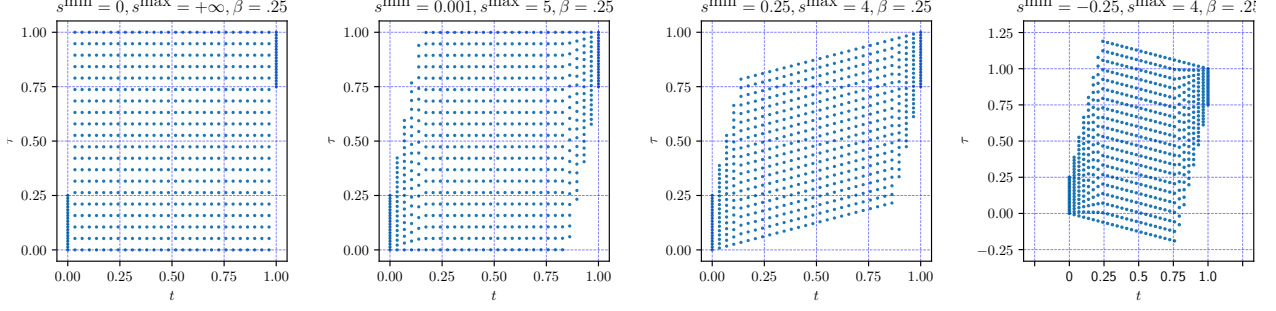 s^min = 0, s^max = +∞, β = .25
1.00
0.75
0.50
0.25
0.00
τ
0.00 0.25 0.50 0.75 1.00
t
s^min = 0.001, s^max = 5, β = .25
1.00
0.75
0.50
0.25
0.00
τ
0.00 0.25 0.50 0.75 1.00
t
s^min = 0.25, s^max = 4, β = .25
1.00
0.75
0.50
0.25
0.00
τ
0.00 0.25 0.50 0.75 1.00
t
s^min = −0.25, s^max = 4, β = .25
1.25
1.00
0.75
0.50
0.25
0.00
−0.25
τ
0 0.25 0.50 0.75 1.0
t